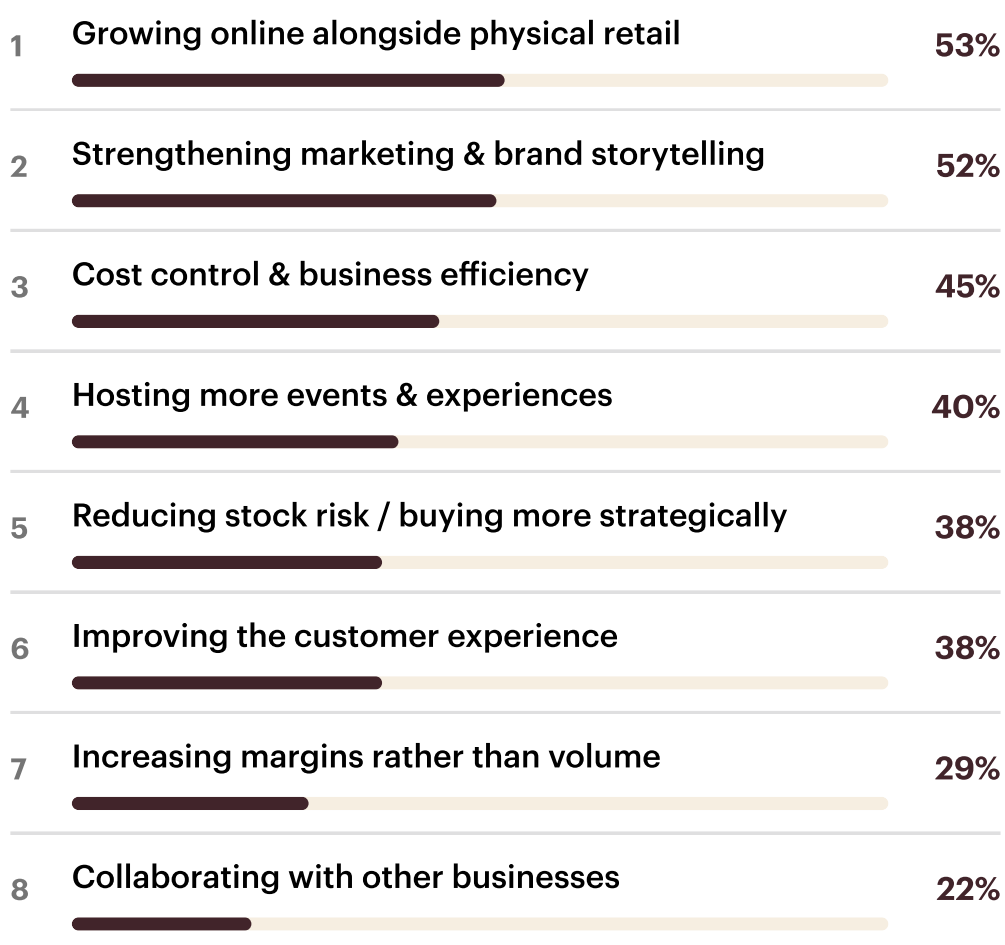 1 Growing online alongside physical retail 53%
2 Strengthening marketing & brand storytelling 52%
3 Cost control & business efficiency 45%
4 Hosting more events & experiences 40%
5 Reducing stock risk / buying more strategically 38%
6 Improving the customer experience 38%
7 Increasing margins rather than volume 29%
8 Collaborating with other businesses 22%